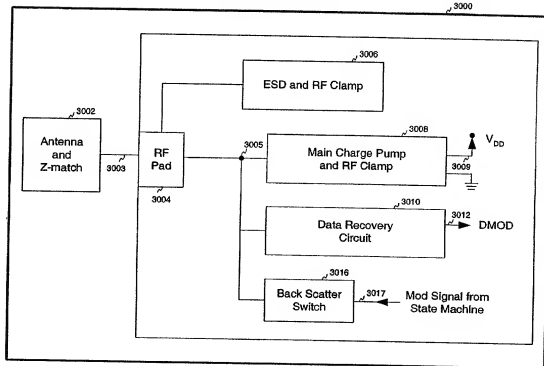 3000
3006
ESD and RF Clamp
3002
Antenna
and
Z-match
3003
RF
Pad
3004
3005
3008
Main Charge Pump
and RF Clamp
VDD
3009
3010
Data Recovery
Circuit
3012
DMOD
3016
Back Scatter
Switch
3017
Mod Signal from
State Machine